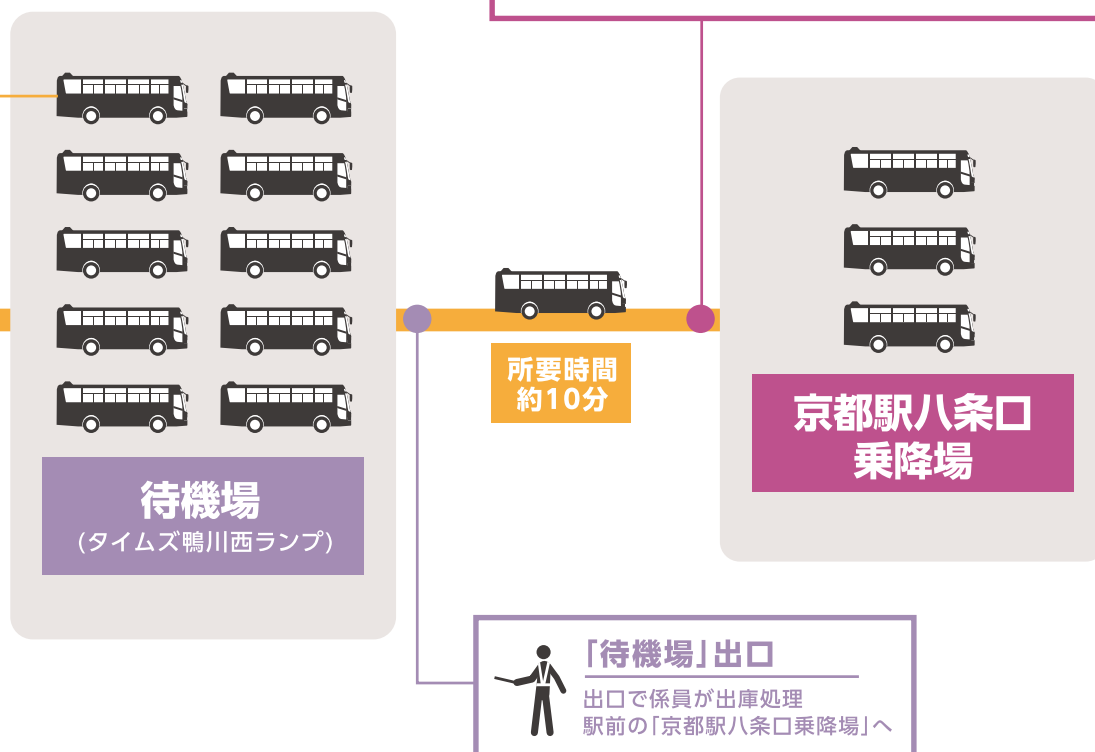 所要時間
約10分
京都駅八条口
乗降場
待機場
(タイムズ鴨川西ランプ)
「待機場」出口
出口で係員が出庫処理
駅前の「京都駅八条口乗降場」へ